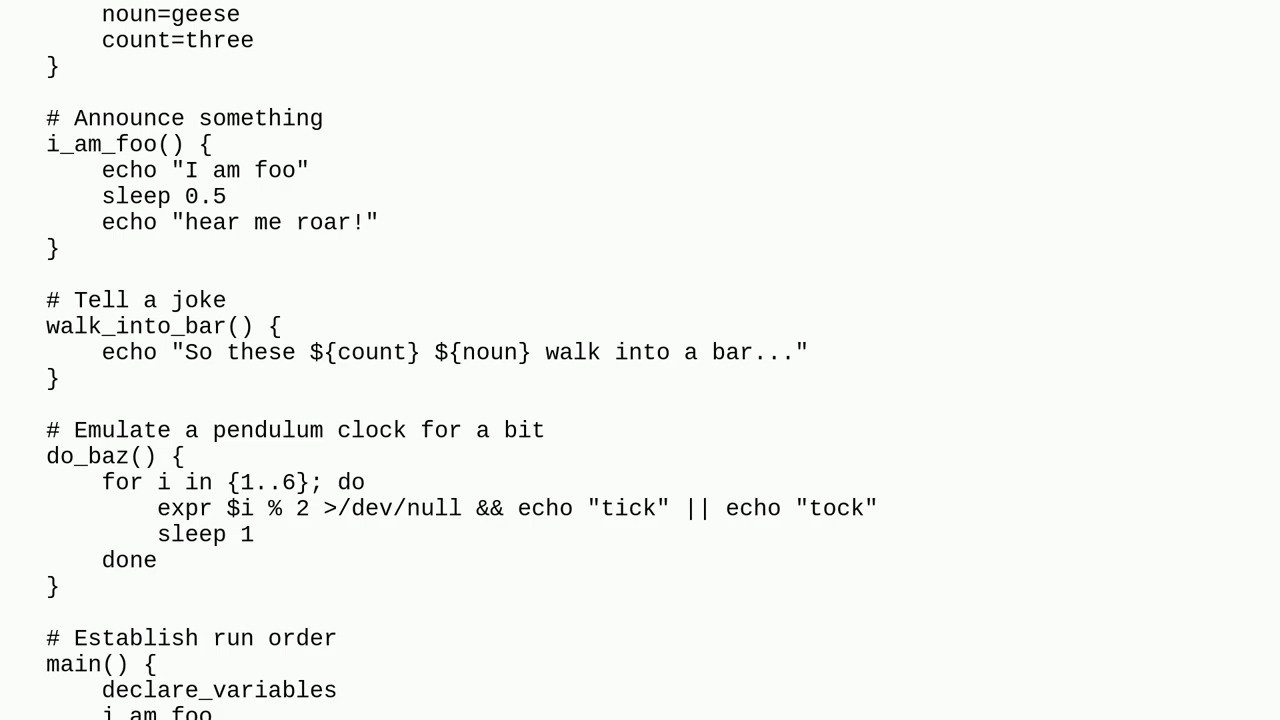 noun=geese
count=three
}
# Announce something
i_am_foo() {
echo "I am foo"
sleep 0.5
echo "hear me roar!"
}
# Tell a joke
walk_into_bar() {
echo "So these ${count} ${noun} walk into a bar..."
}
# Emulate a pendulum clock for a bit
do_baz() {
for i in {1..6}; do
expr $i % 2 >/dev/null && echo "tick" || echo "tock"
sleep 1
done
}
# Establish run order
main() {
declare_variables
i_am_foo